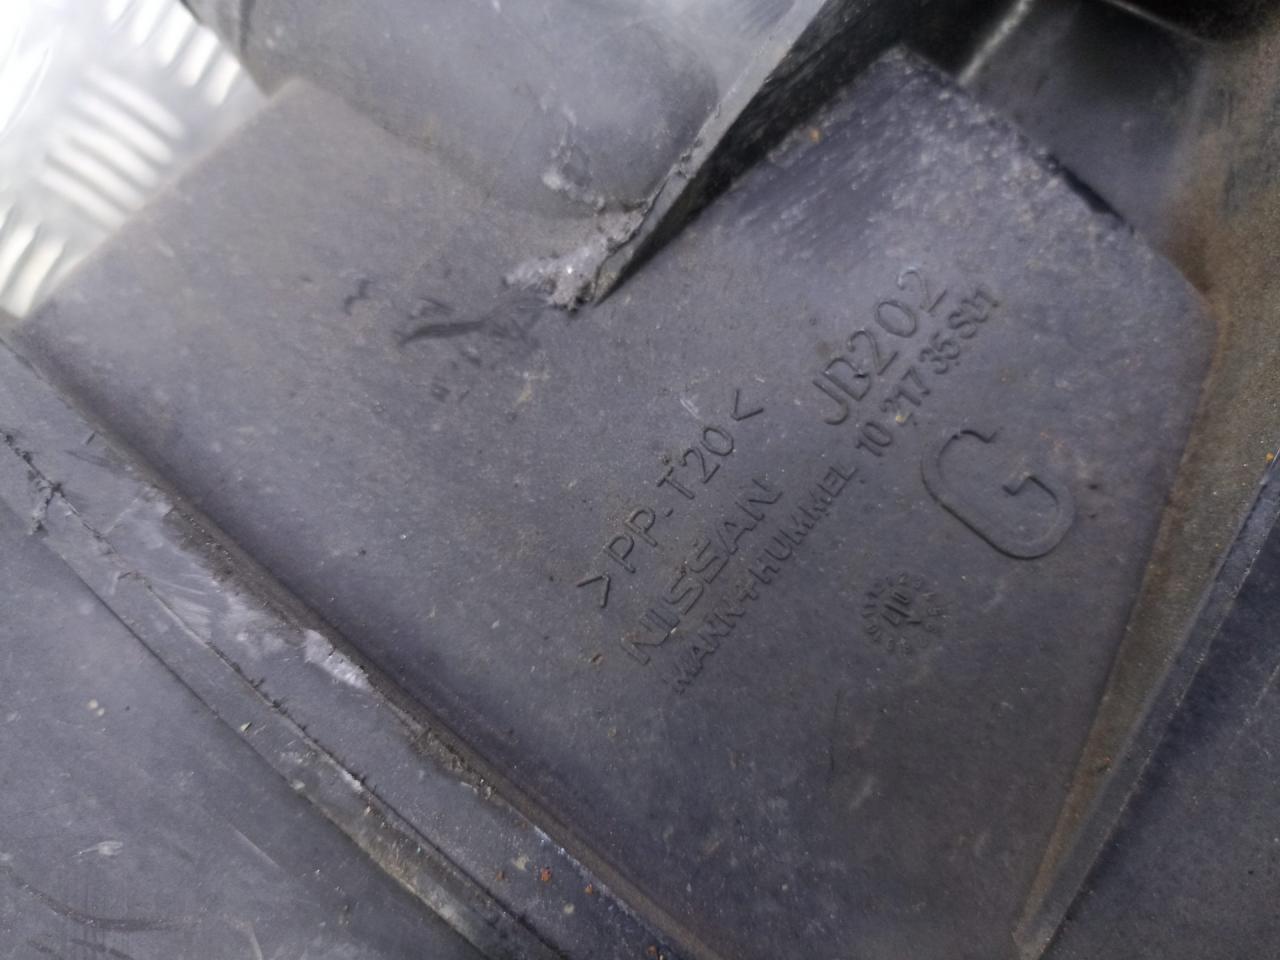 >PP-T20<
NISSAN JB202
MANN+HUMMEL 10 217 35 S01
G